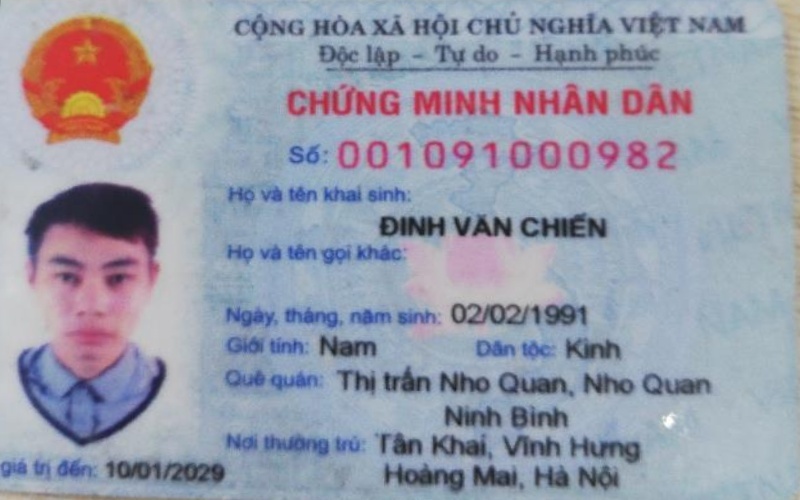 CỘNG HÒA XÃ HỘI CHỦ NGHĨA VIỆT NAM
Độc lập - Tự do - Hạnh phúc
CHỨNG MINH NHÂN DÂN
Số: 001091000982
Họ và tên khai sinh:
ĐINH VĂN CHIẾN
Họ và tên gọi khác:
Ngày, tháng, năm sinh: 02/02/1991
Giới tính: Nam Dân tộc: Kinh
Quê quán: Thị trấn Nho Quan, Nho Quan
Ninh Bình
Nơi thường trú: Tân Khai, Vĩnh Hưng
Hoàng Mai, Hà Nội
giá trị đến: 10/01/2029